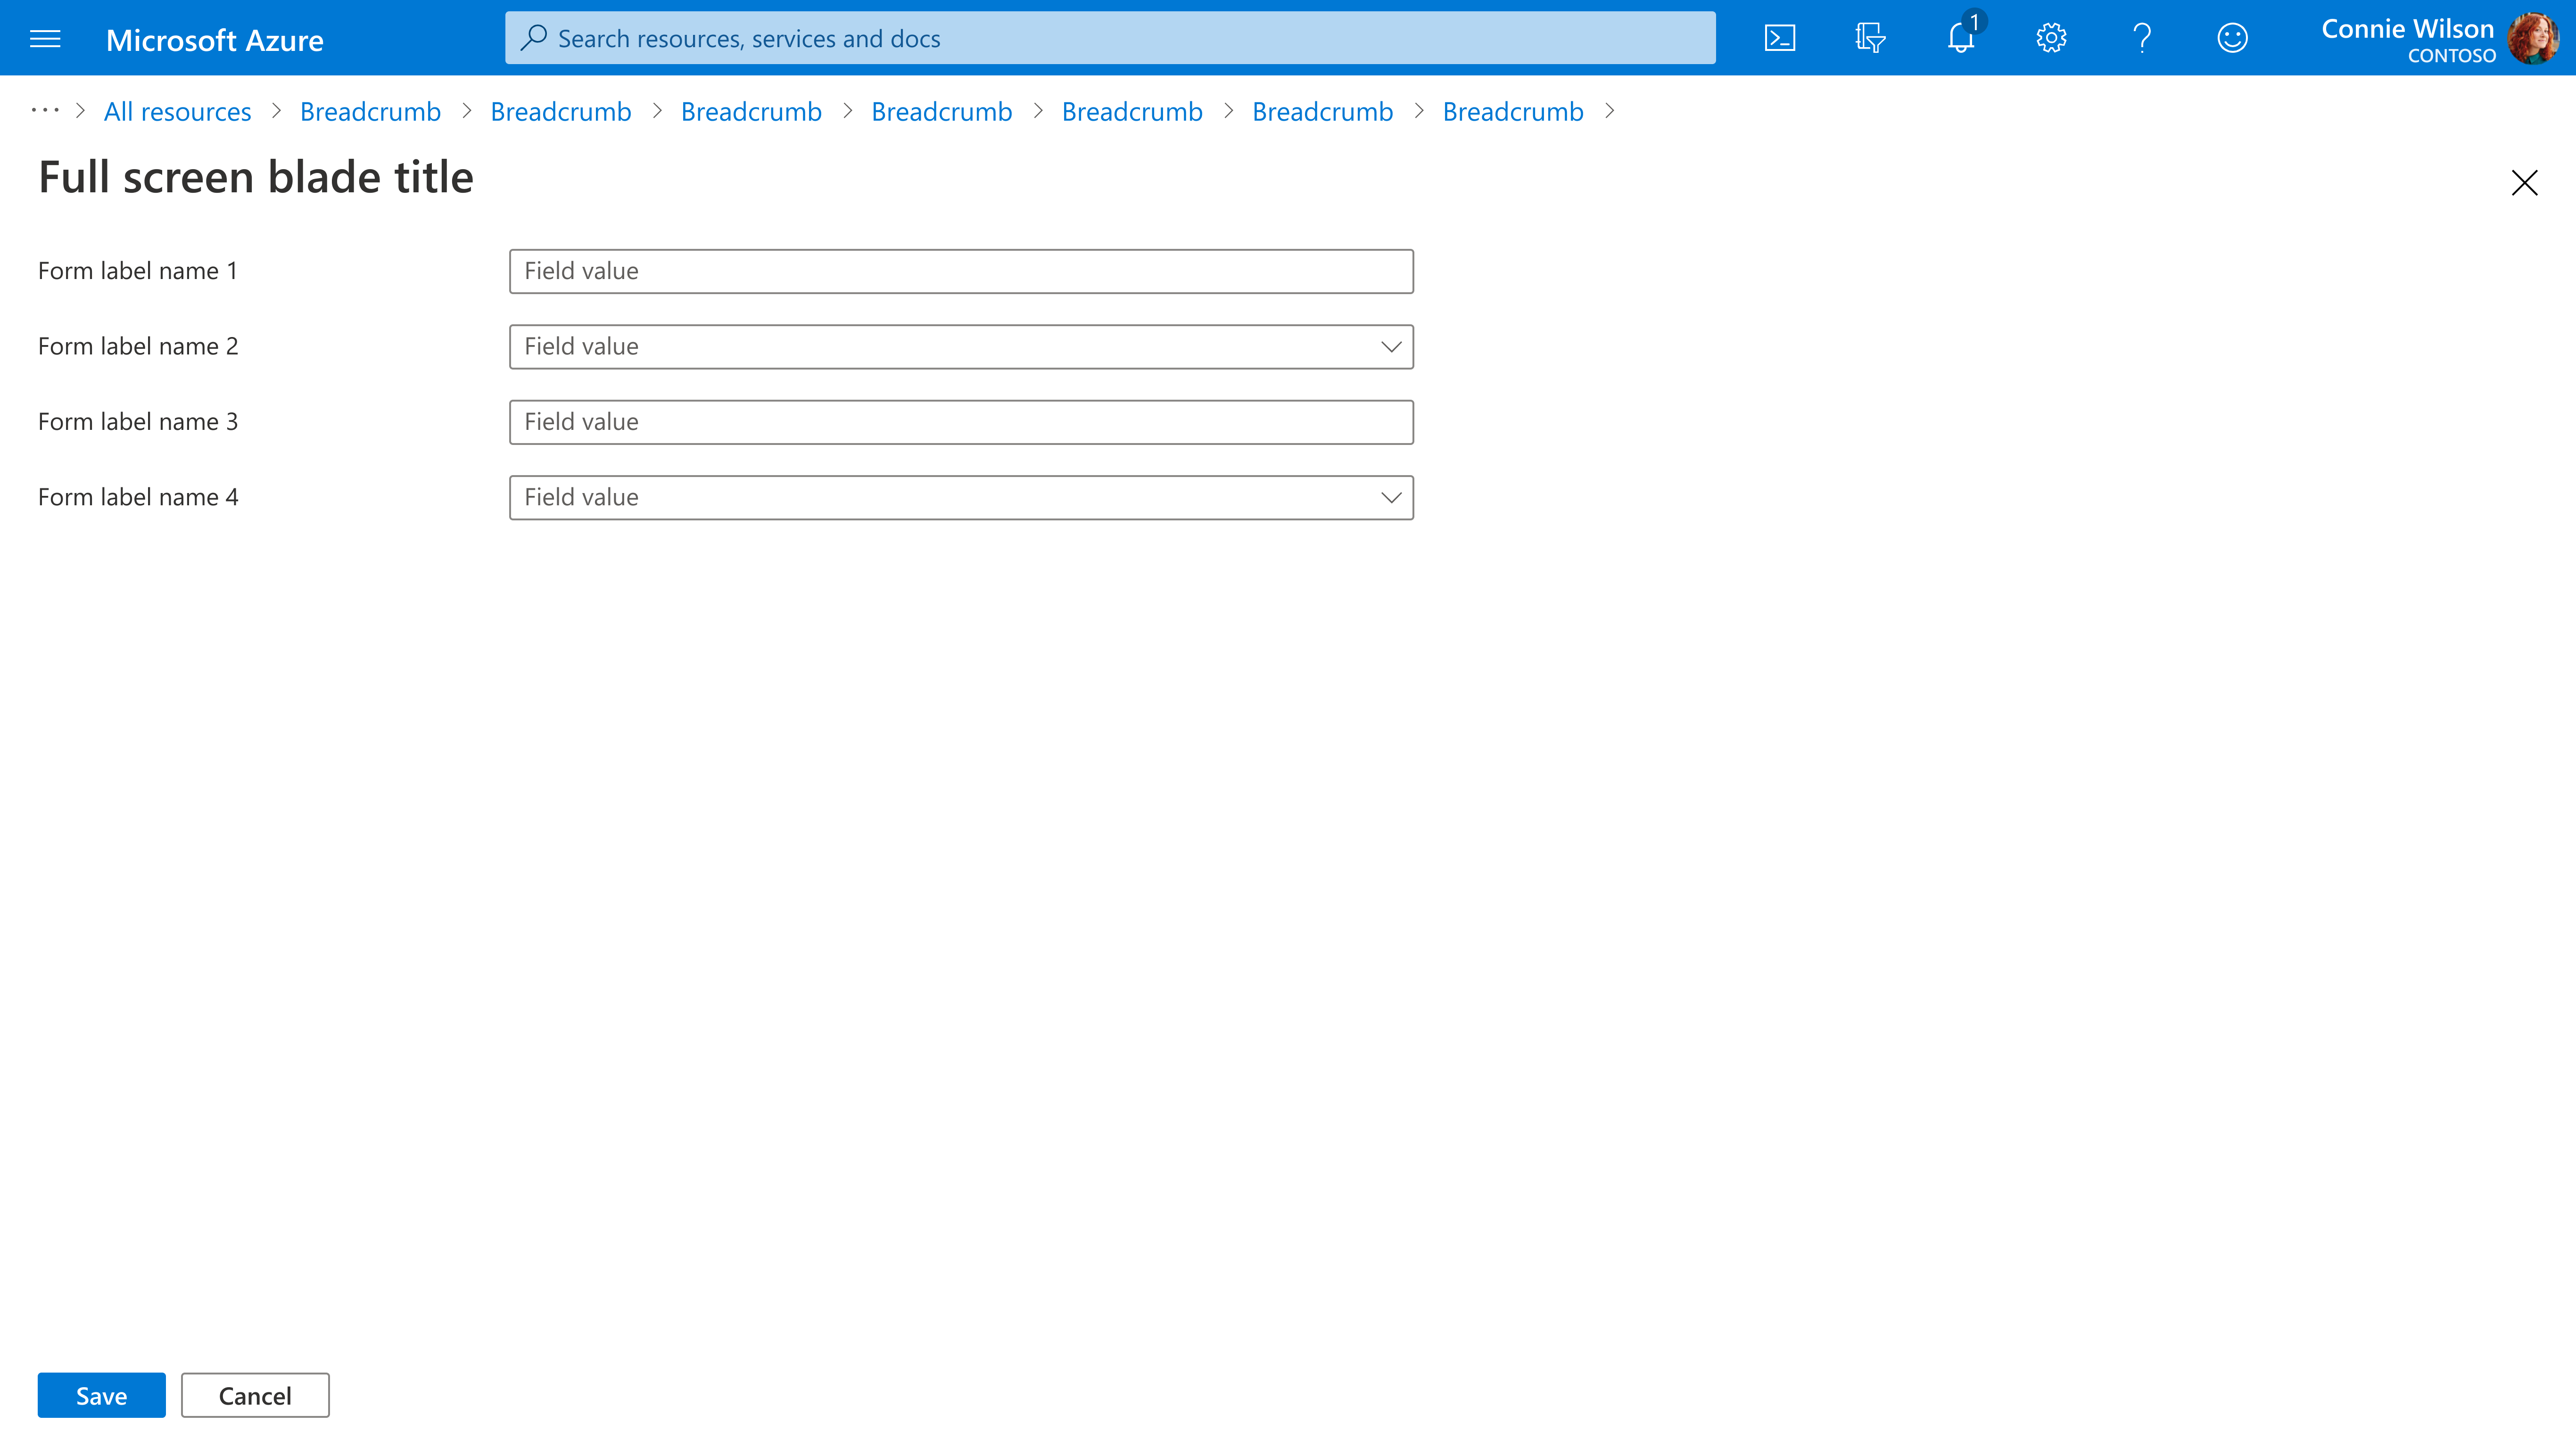 Microsoft Azure
Search resources, services and docs
1
Connie Wilson
CONTOSO
··· > All resources > Breadcrumb > Breadcrumb > Breadcrumb > Breadcrumb > Breadcrumb > Breadcrumb > Breadcrumb >
Full screen blade title
Form label name 1 Field value
Form label name 2 Field value
Form label name 3 Field value
Form label name 4 Field value
Save Cancel